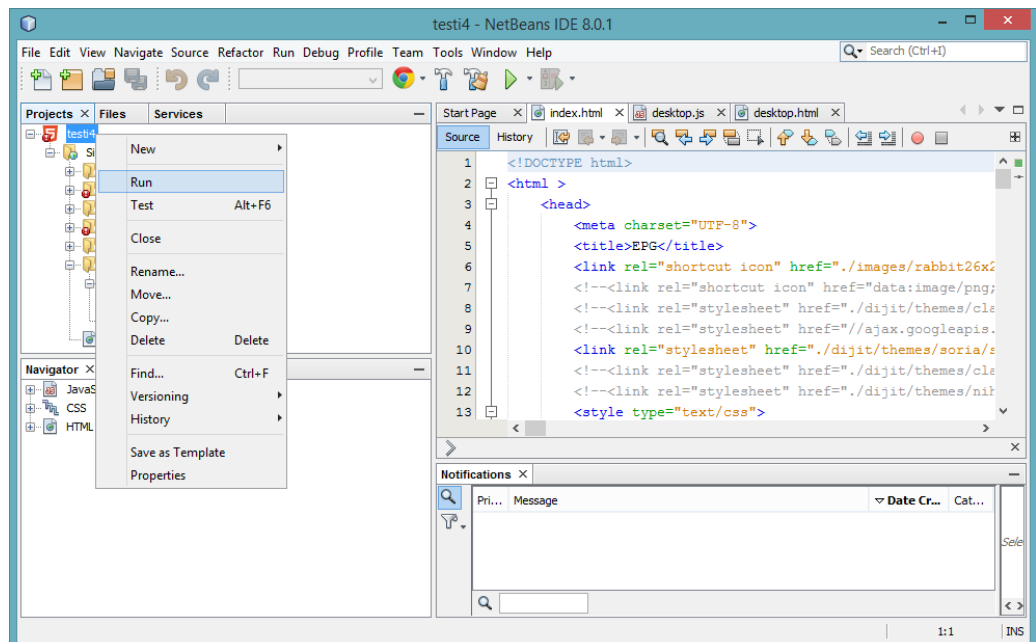 testi4 - NetBeans IDE 8.0.1
File Edit View Navigate Source Refactor Run Debug Profile Team Tools Window Help
Search (Ctrl+I)
Projects Files Services
testi4
Si
New
Run
Test Alt+F6
Close
Rename...
Move...
Copy...
Delete Delete
Find... Ctrl+F
Versioning
History
Save as Template
Properties
Navigator
JavaS
CSS
HTML
Start Page index.html desktop.js desktop.html
Source History
1 <!DOCTYPE html>
2 <html >
3 <head>
4 <meta charset="UTF-8">
5 <title>EPG</title>
6 <link rel="shortcut icon" href="./images/rabbit26x2
7 <!--<link rel="shortcut icon" href="data:image/png;
8 <!--<link rel="stylesheet" href="./dijit/themes/cla
9 <!--<link rel="stylesheet" href="//ajax.googleapis.
10 <link rel="stylesheet" href="./dijit/themes/soria/s
11 <!--<link rel="stylesheet" href="./dijit/themes/cla
12 <!--<link rel="stylesheet" href="./dijit/themes/nih
13 <style type="text/css">
Notifications
Pri... Message Date Cr... Cat...
Sele
1:1 INS